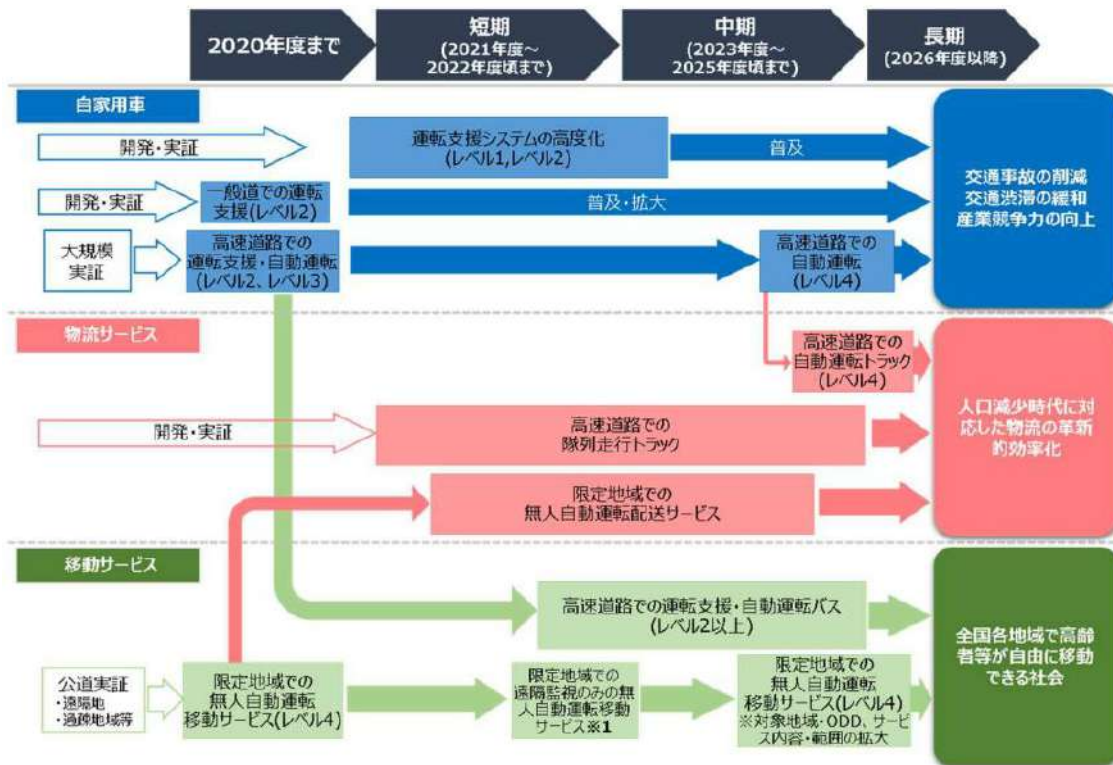 2020年度まで
短期
(2021年度～
2022年度頃まで)
中期
(2023年度～
2025年度頃まで)
長期
(2026年度以降)
自家用車
開発・実証
運転支援システムの高度化
(レベル1,レベル2)
普及
開発・実証
一般道での運転
支援(レベル2)
普及・拡大
大規模
実証
高速道路での
運転支援・自動運転
(レベル2、レベル3)
高速道路での
自動運転
(レベル4)
交通事故の削減
交通渋滞の緩和
産業競争力の向上
物流サービス
高速道路での
自動運転トラック
(レベル4)
開発・実証
高速道路での
隊列走行トラック
限定地域での
無人自動運転配送サービス
人口減少時代に対
応した物流の革新
的効率化
移動サービス
高速道路での運転支援・自動運転バス
(レベル2以上)
公道実証
・遠隔地
・過疎地域等
限定地域での
無人自動運転
移動サービス(レベル4)
限定地域での
遠隔監視のみの無
人自動運転移動
サービス※1
限定地域での
無人自動運転
移動サービス(レベル4)
※対象地域・ODD、サービ
ス内容・範囲の拡大
全国各地域で高齢
者等が自由に移動
できる社会